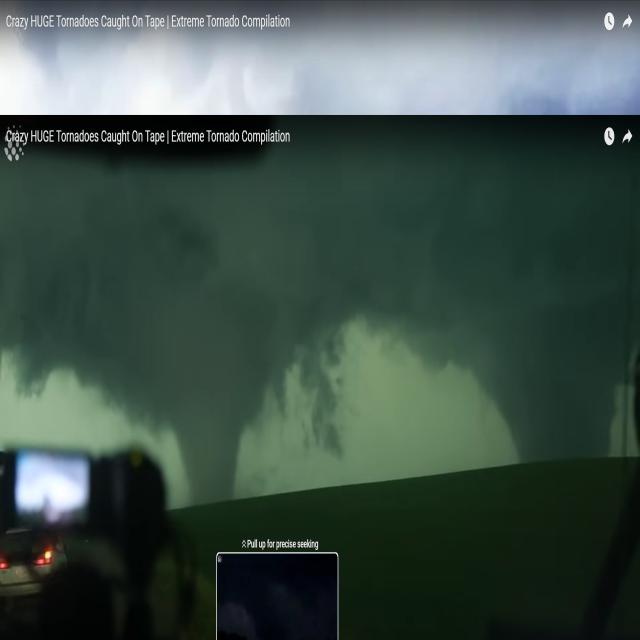 Crazy HUGE Tornadoes Caught On Tape | Extreme Tornado Compilation
Crazy HUGE Tornadoes Caught On Tape | Extreme Tornado Compilation
Pull up for precise seeking